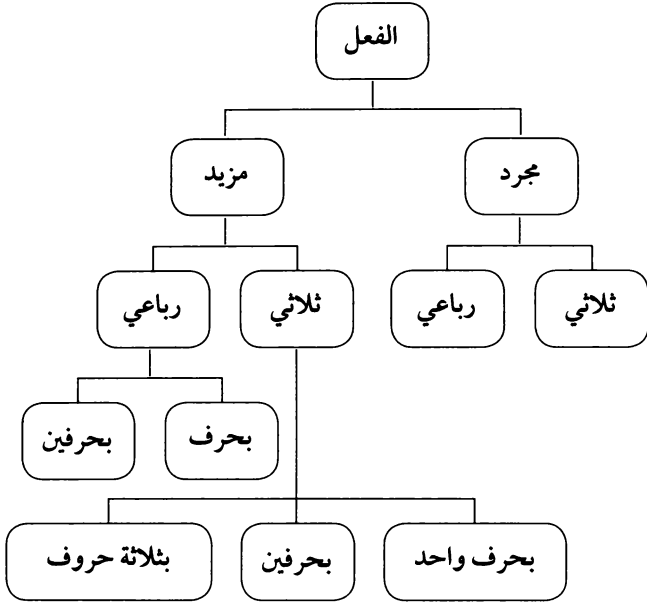 الفعل
مجرد
مزيد
ثلاثي
رباعي
ثلاثي
رباعي
بحرف
بحرفين
بحرف واحد
بحرفين
بثلاثة حروف